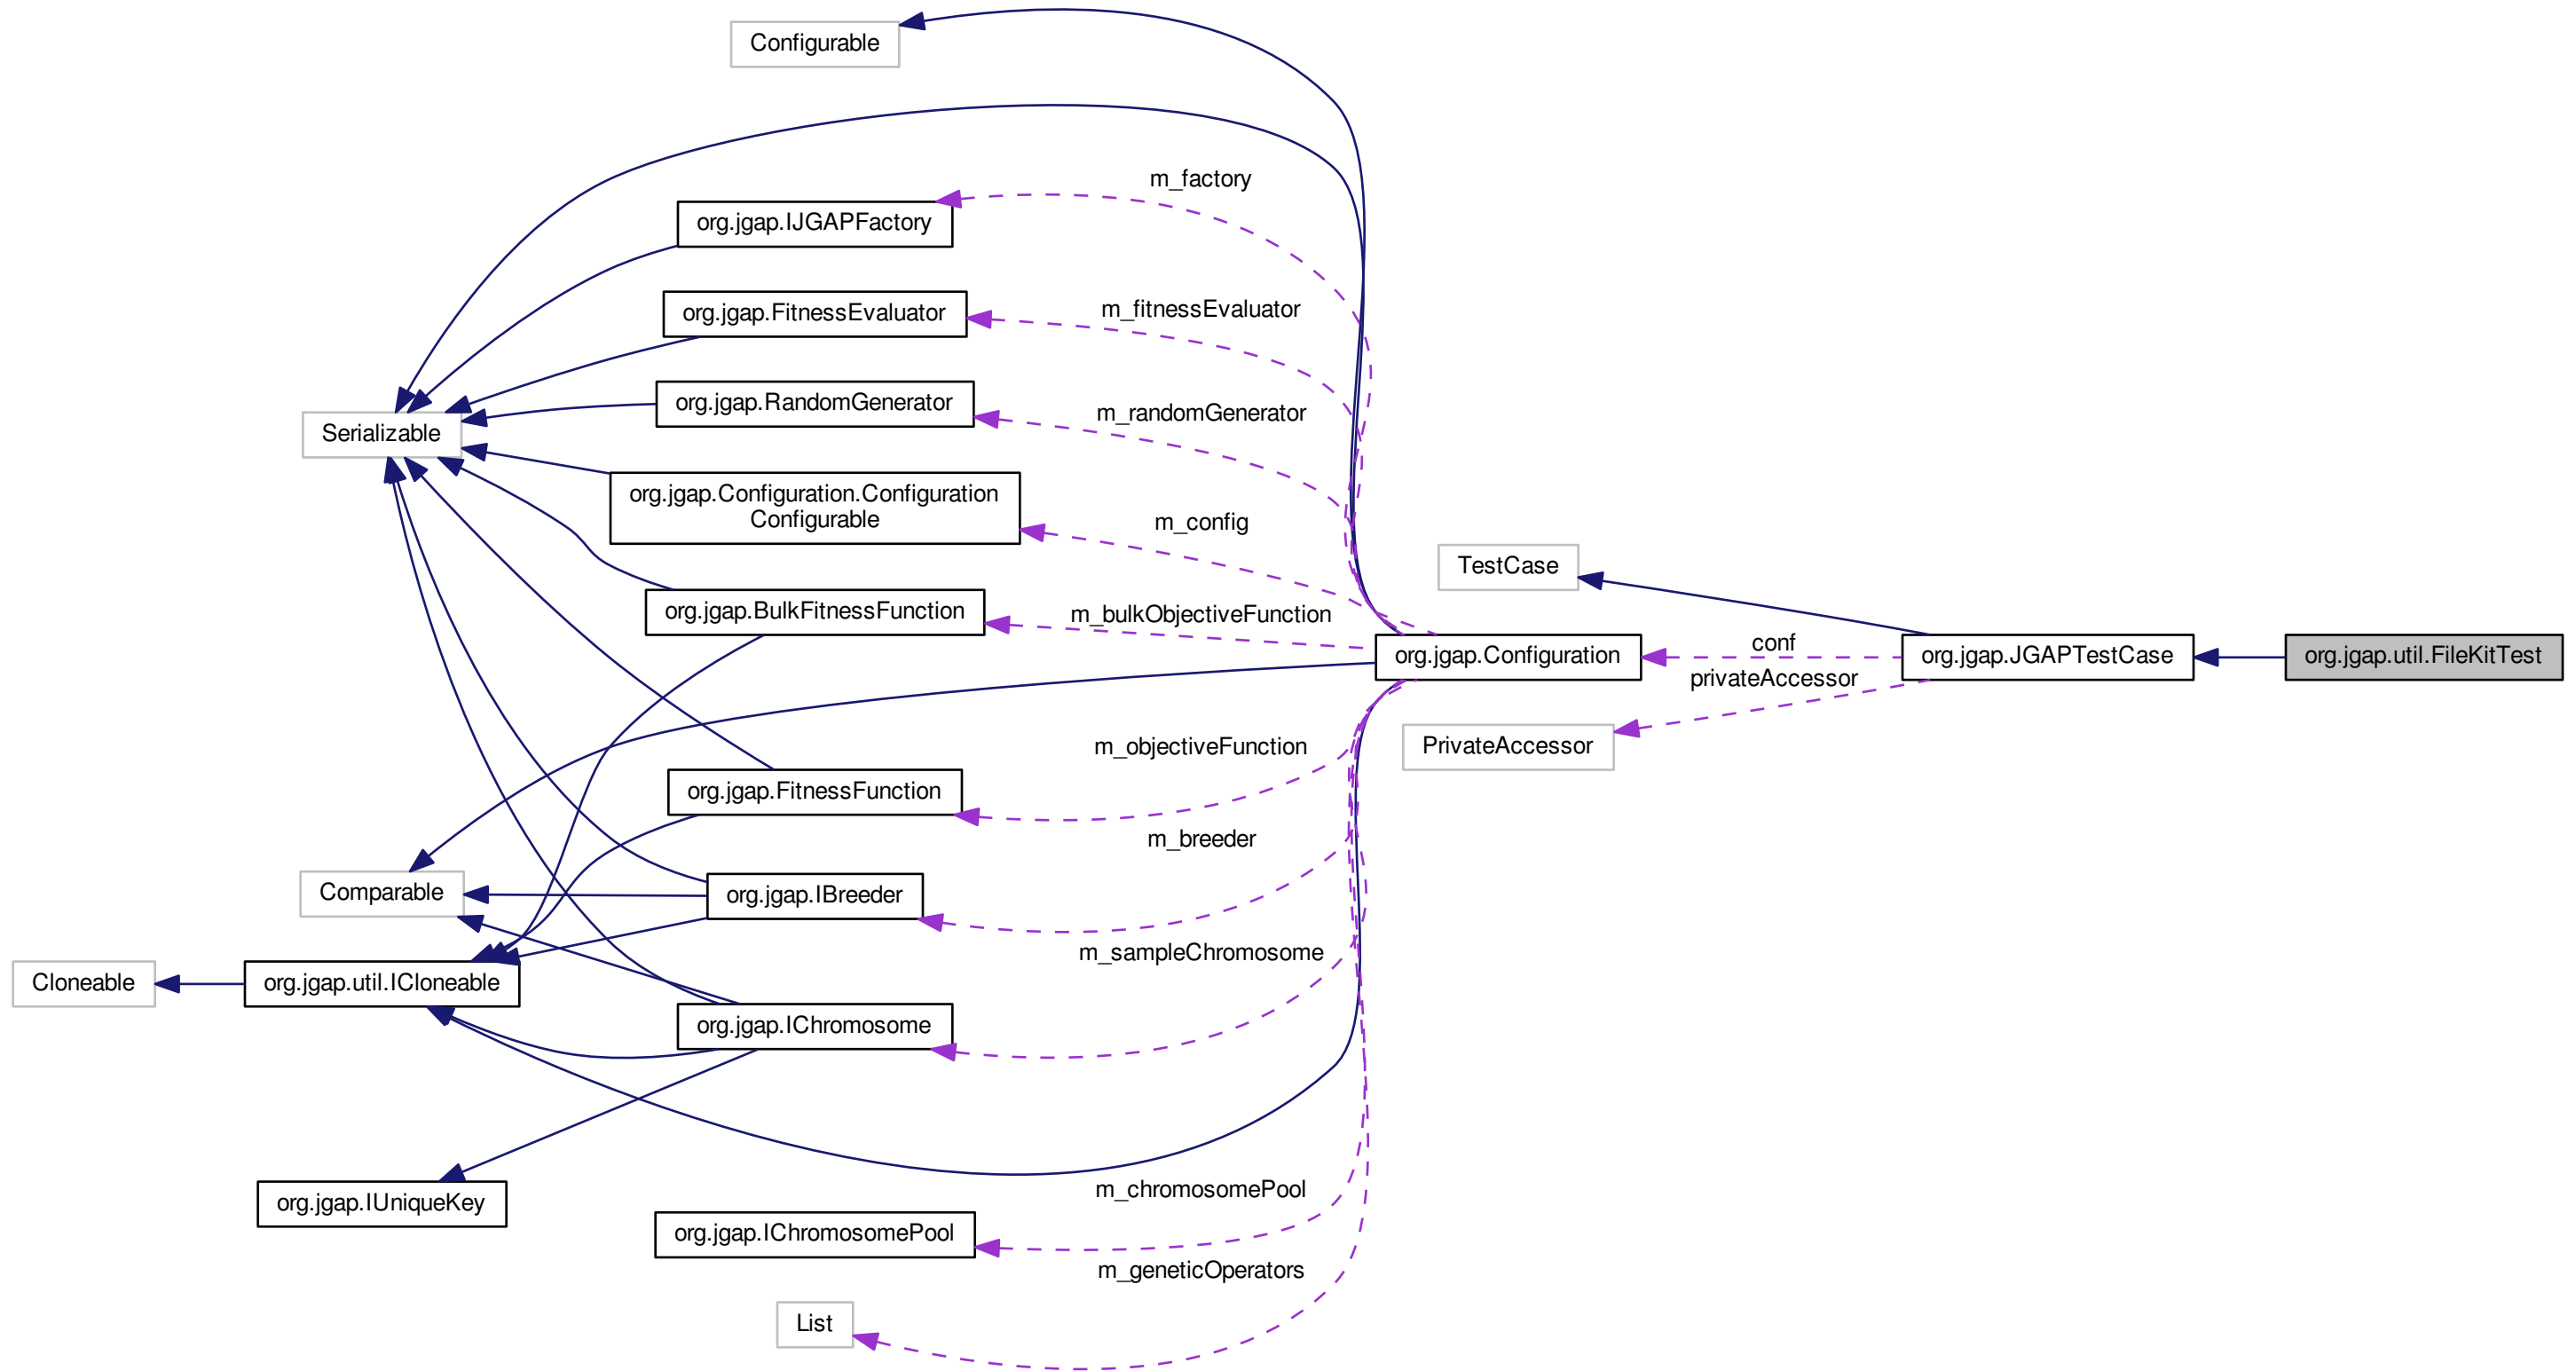 Configurable
m_factory
org.jgap.IJGAPFactory
m_fitnessEvaluator
org.jgap.FitnessEvaluator
m_randomGenerator
org.jgap.RandomGenerator
Serializable
org.jgap.Configuration.Configuration
Configurable
m_config
TestCase
org.jgap.BulkFitnessFunction
m_bulkObjectiveFunction
org.jgap.Configuration
conf
privateAccessor
org.jgap.JGAPTestCase
org.jgap.util.FileKitTest
PrivateAccessor
m_objectiveFunction
org.jgap.FitnessFunction
m_breeder
Comparable
org.jgap.IBreeder
m_sampleChromosome
Cloneable
org.jgap.util.ICloneable
org.jgap.IChromosome
m_chromosomePool
org.jgap.IUniqueKey
org.jgap.IChromosomePool
m_geneticOperators
List